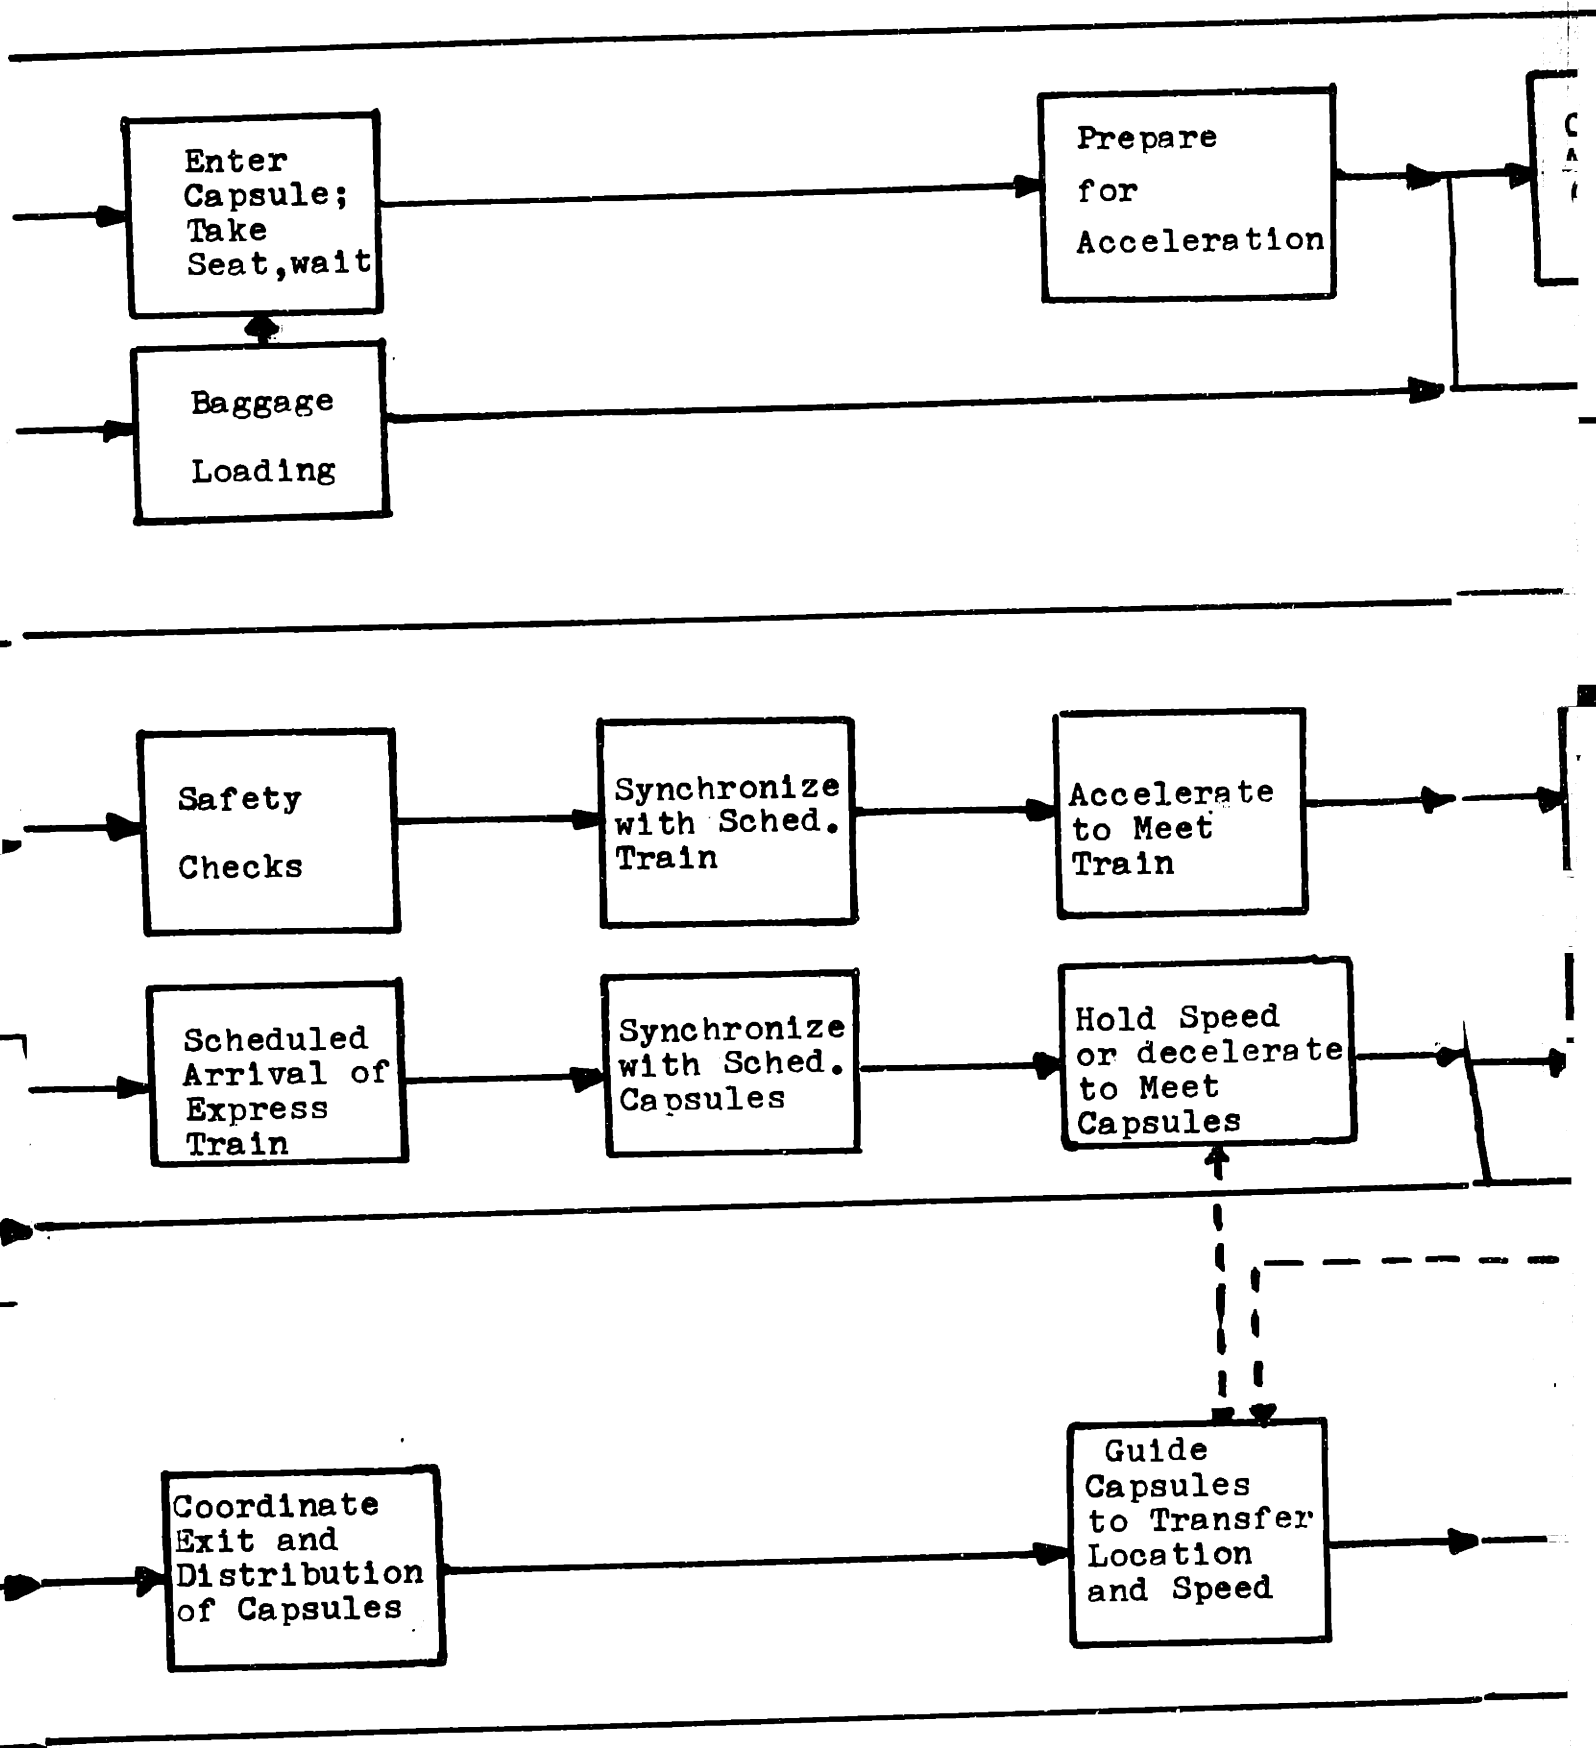 Enter
Capsule;
Take
Seat,wait
Prepare
for
Acceleration
Baggage
Loading
Safety
Checks
Synchronize
with Sched.
Train
Accelerate
to Meet
Train
Scheduled
Arrival of
Express
Train
Synchronize
with Sched.
Capsules
Hold Speed
or decelerate
to Meet
Capsules
Coordinate
Exit and
Distribution
of Capsules
Guide
Capsules
to Transfer
Location
and Speed